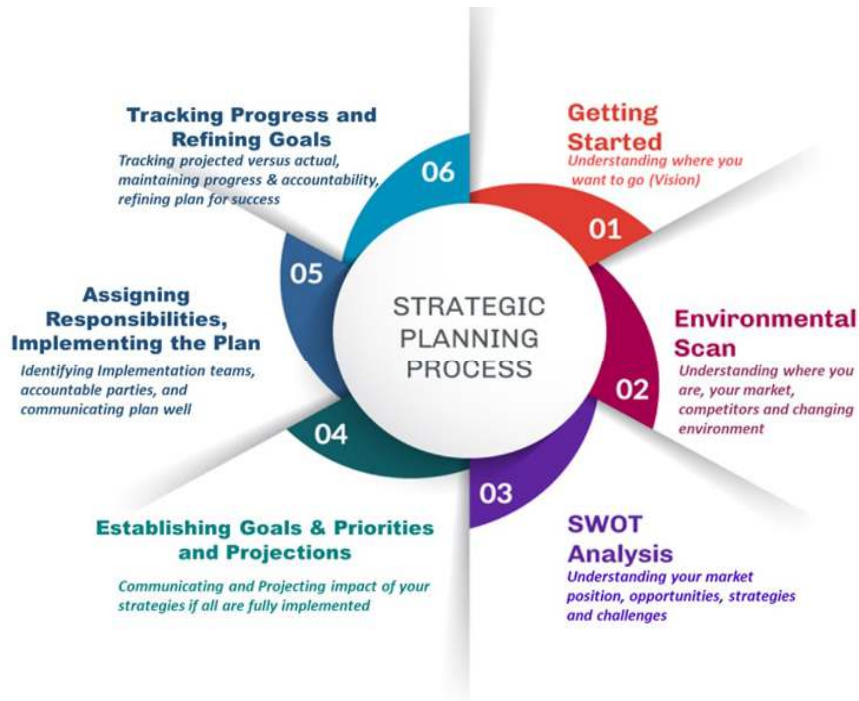 STRATEGIC
PLANNING
PROCESS
01
Getting
Started
Understanding where you
want to go (Vision)
02
Environmental
Scan
Understanding where you
are, your market,
competitors and changing
environment
03
SWOT
Analysis
Understanding your market
position, opportunities, strategies
and challenges
04
Establishing Goals & Priorities
and Projections
Communicating and Projecting impact of your
strategies if all are fully implemented
05
Assigning
Responsibilities,
Implementing the Plan
Identifying Implementation teams,
accountable parties, and
communicating plan well
06
Tracking Progress and
Refining Goals
Tracking projected versus actual,
maintaining progress & accountability,
refining plan for success